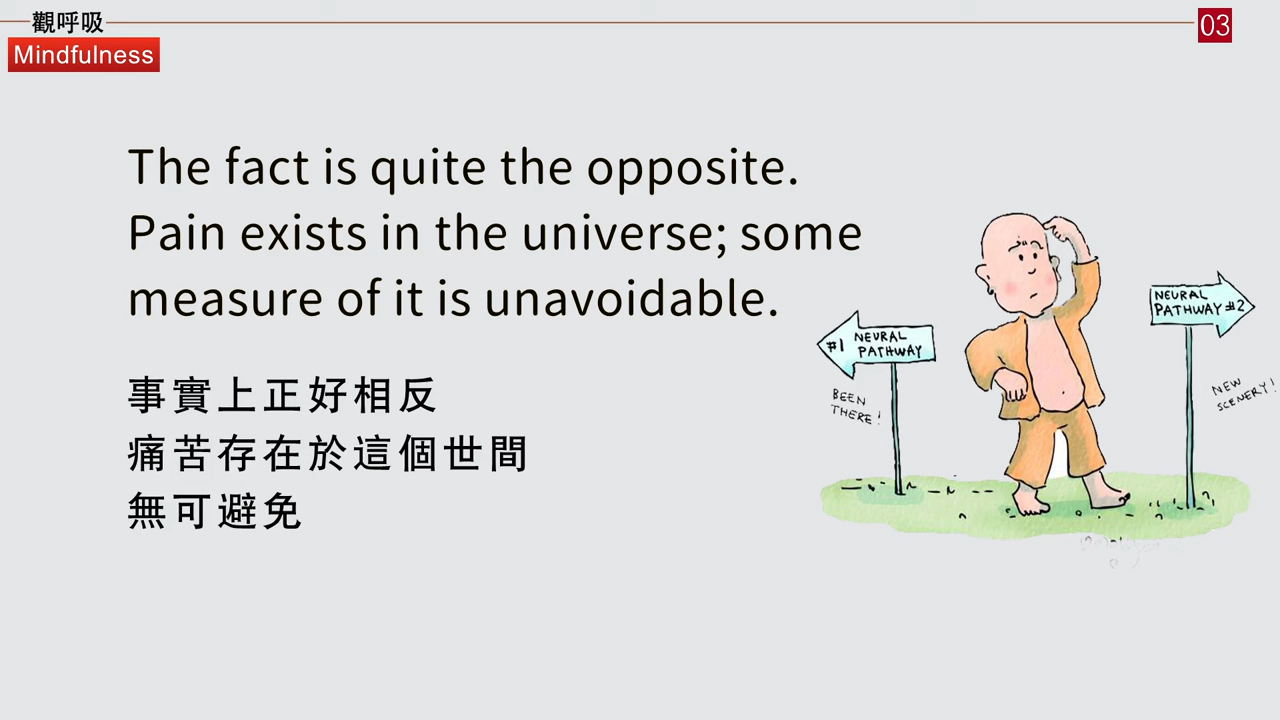 觀呼吸
03
Mindfulness
The fact is quite the opposite.
Pain exists in the universe; some
measure of it is unavoidable.
事實上正好相反
痛苦存在於這個世間
無可避免
#1 NEURAL
PATHWAY
BEEN
THERE!
NEURAL
PATHWAY #2
NEW
SCENERY!